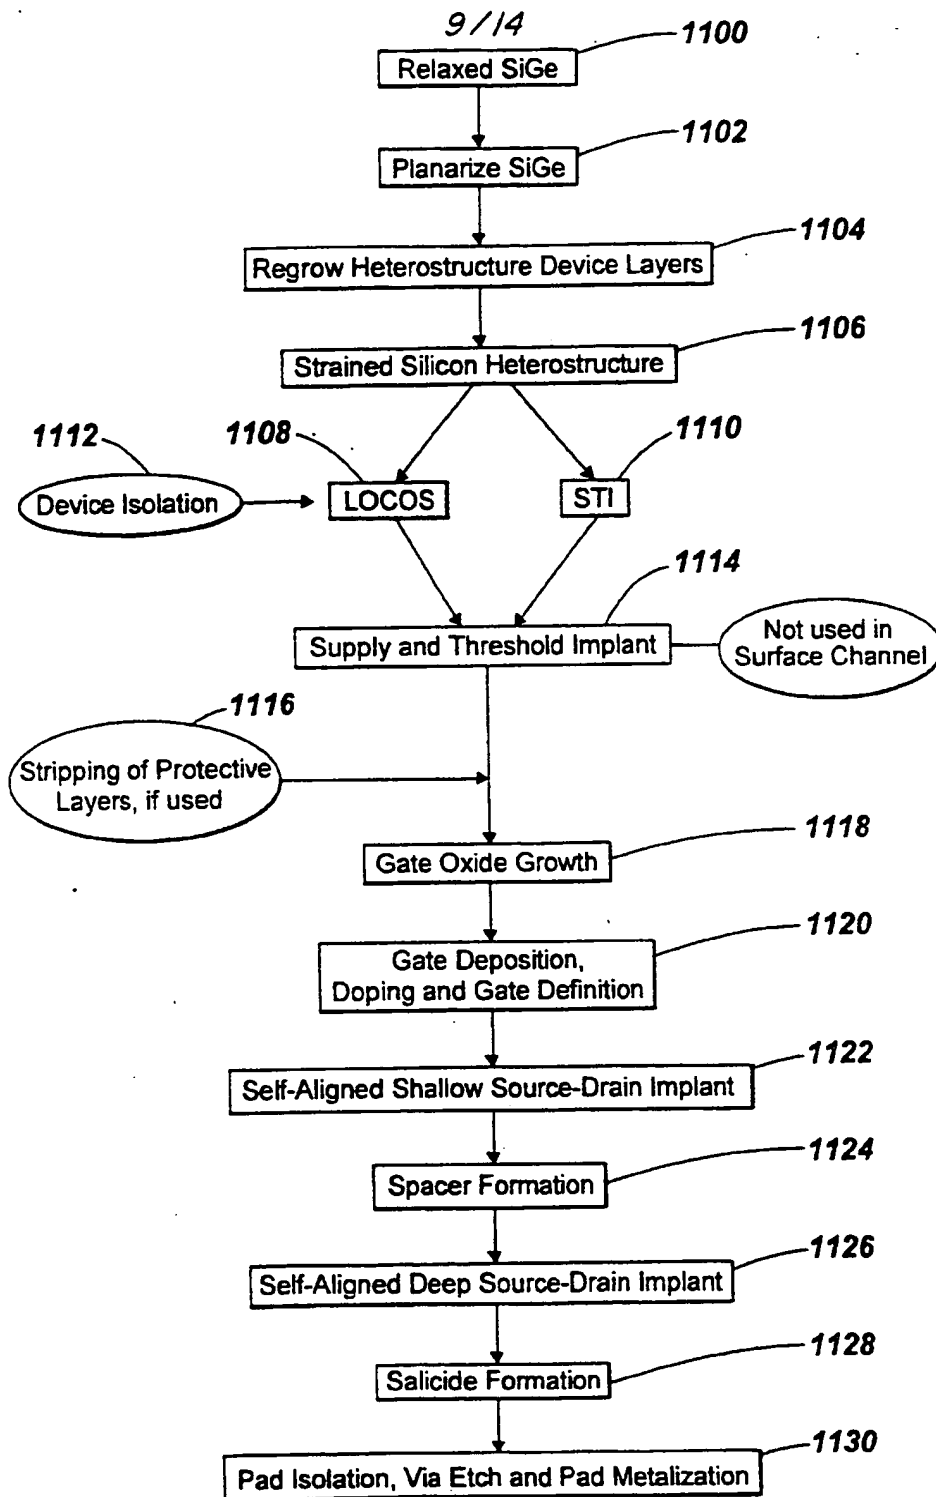 9/14
1100
Relaxed SiGe
1102
Planarize SiGe
1104
Regrow Heterostructure Device Layers
1106
Strained Silicon Heterostructure
1112
1108
1110
Device Isolation
LOCOS
STI
1114
Supply and Threshold Implant
Not used in
Surface Channel
1116
Stripping of Protective
Layers, if used
1118
Gate Oxide Growth
1120
Gate Deposition,
Doping and Gate Definition
1122
Self-Aligned Shallow Source-Drain Implant
1124
Spacer Formation
1126
Self-Aligned Deep Source-Drain Implant
1128
Salicide Formation
1130
Pad Isolation, Via Etch and Pad Metalization